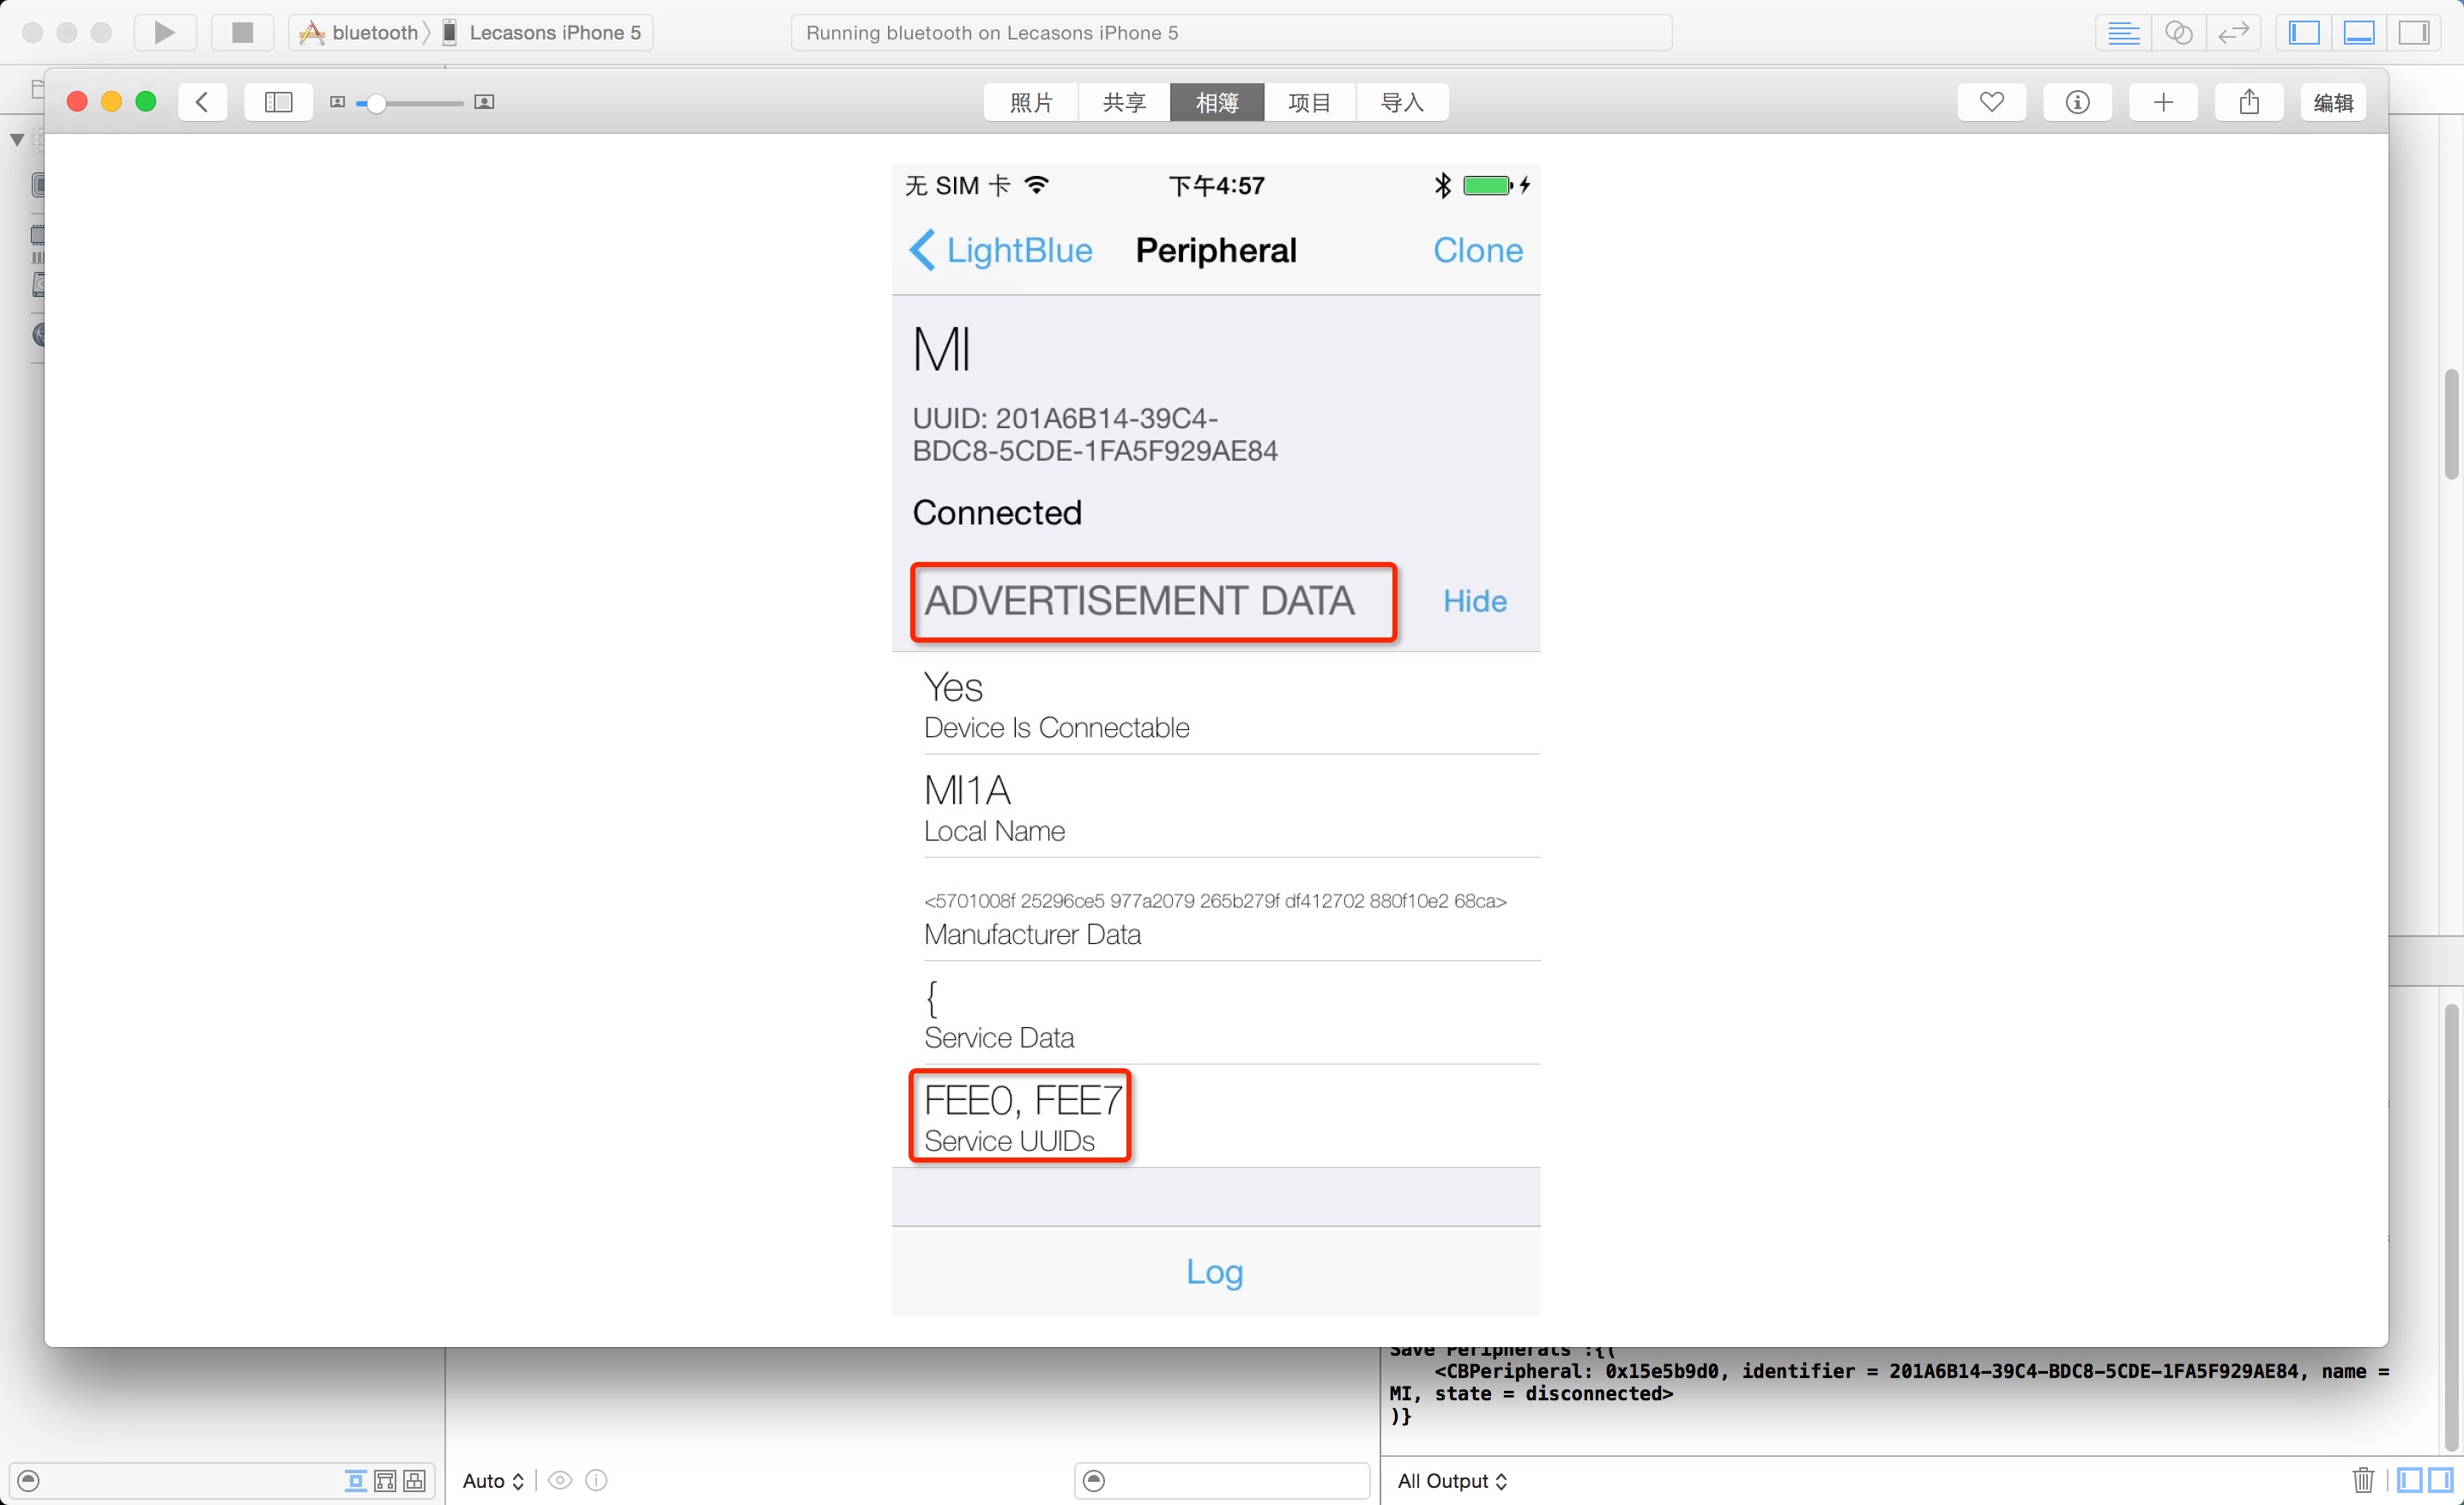 bluetooth
Lecasons iPhone 5
Running bluetooth on Lecasons iPhone 5
照片
共享
相簿
项目
导入
编辑
无 SIM 卡
下午4:57
LightBlue
Peripheral
Clone
MI
UUID: 201A6B14-39C4-
BDC8-5CDE-1FA5F929AE84
Connected
ADVERTISEMENT DATA
Hide
Yes
Device Is Connectable
MI1A
Local Name
<5701008f 25296ce5 977a2079 265b279f df412702 880f10e2 68ca>
Manufacturer Data
{
Service Data
FEE0, FEE7
Service UUIDs
Log
Save Peripherals :{(
<CBPeripheral: 0x15e5b9d0, identifier = 201A6B14-39C4-BDC8-5CDE-1FA5F929AE84, name =
MI, state = disconnected>
)}
Auto
All Output